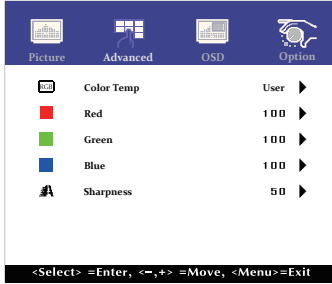 Picture Advanced OSD Option
RGB Color Temp User
Red 100
Green 100
Blue 100
A Sharpness 50
<Select> =Enter, <-,+> =Move, <Menu>=Exit